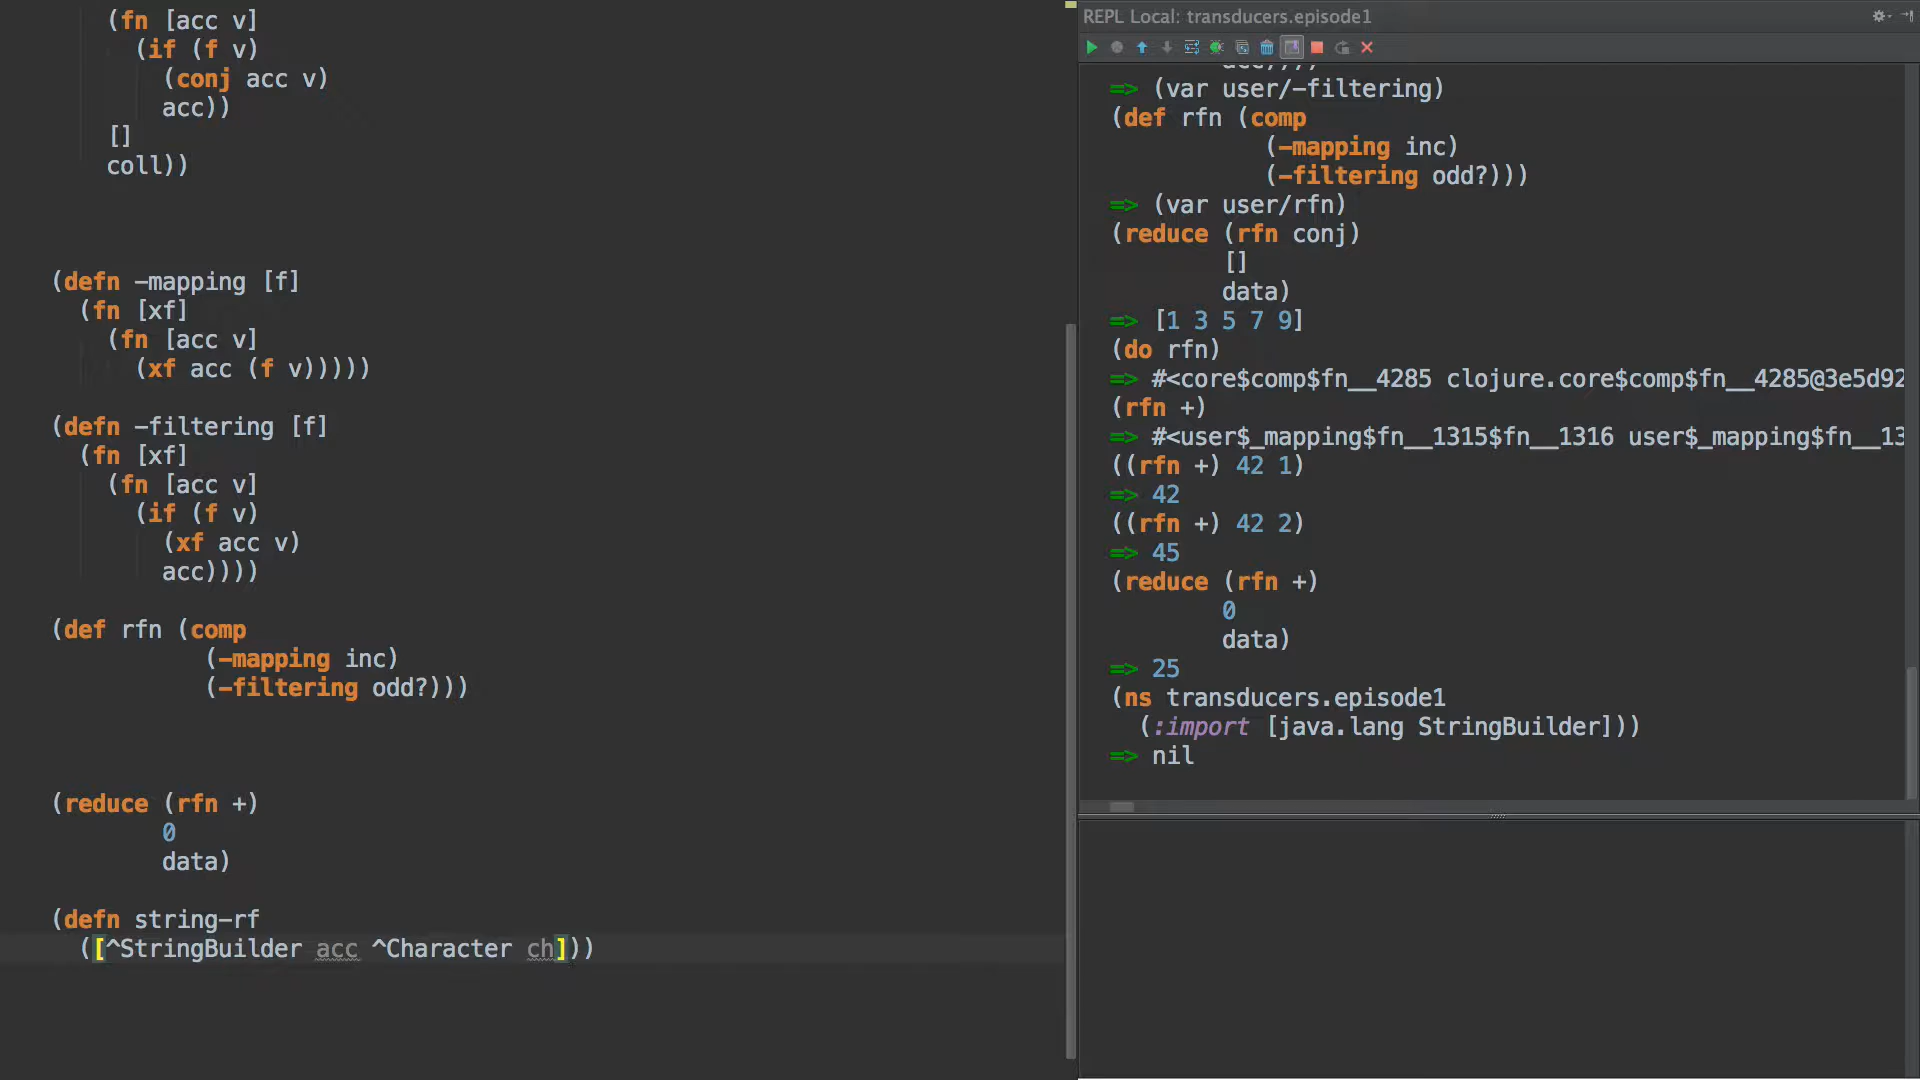 (fn [acc v]
(if (f v)
(conj acc v)
acc))
[]
coll))
(defn -mapping [f]
(fn [xf]
(fn [acc v]
(xf acc (f v)))))
(defn -filtering [f]
(fn [xf]
(fn [acc v]
(if (f v)
(xf acc v)
acc))))
(def rfn (comp
(-mapping inc)
(-filtering odd?)))
(reduce (rfn +)
0
data)
(defn string-rf
([^StringBuilder acc ^Character ch]))
REPL Local: transducers.episode1
=> (var user/-filtering)
(def rfn (comp
(-mapping inc)
(-filtering odd?)))
=> (var user/rfn)
(reduce (rfn conj)
[]
data)
=> [1 3 5 7 9]
(do rfn)
=> #<core$comp$fn__4285 clojure.core$comp$fn__4285@3e5d92
(rfn +)
=> #<user$_mapping$fn__1315$fn__1316 user$_mapping$fn__13
((rfn +) 42 1)
=> 42
((rfn +) 42 2)
=> 45
(reduce (rfn +)
0
data)
=> 25
(ns transducers.episode1
(:import [java.lang StringBuilder]))
=> nil